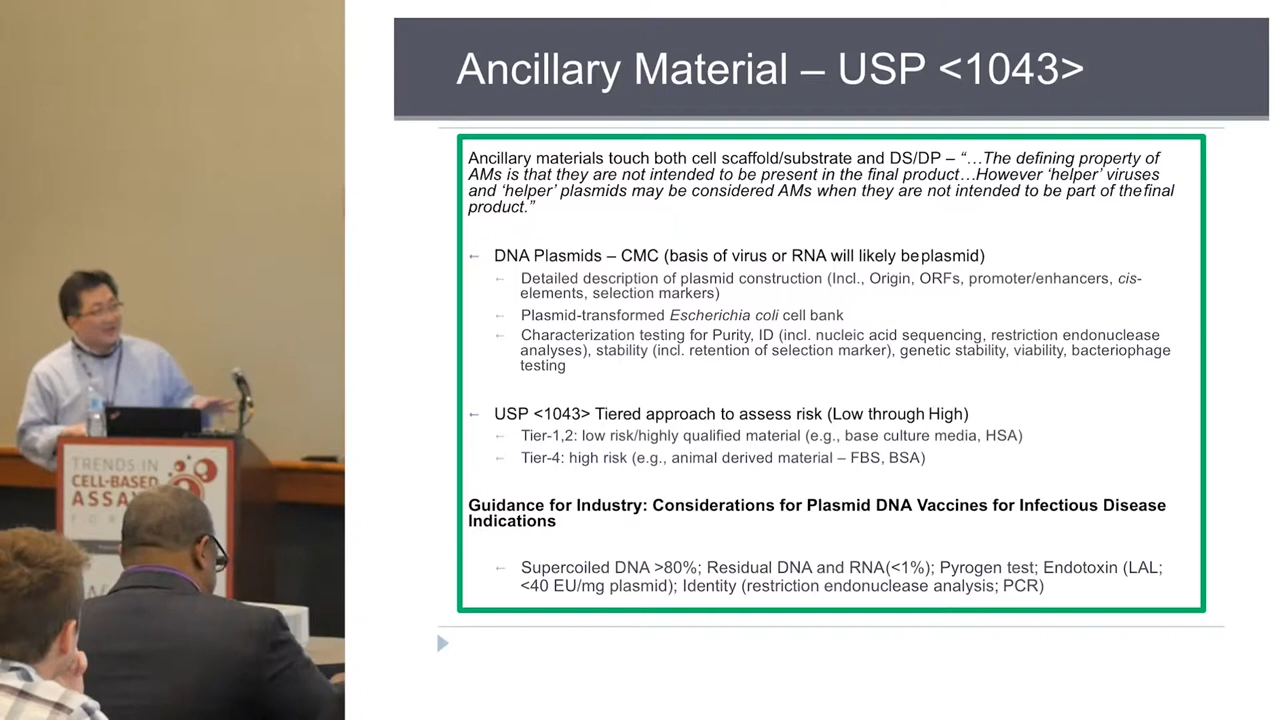 Ancillary Material – USP <1043>
Ancillary materials touch both cell scaffold/substrate and DS/DP – “…The defining property of
AMs is that they are not intended to be present in the final product…However ‘helper’ viruses
and ‘helper’ plasmids may be considered AMs when they are not intended to be part of thefinal
product.”
← DNA Plasmids – CMC (basis of virus or RNA will likely be plasmid)
← Detailed description of plasmid construction (Incl., Origin, ORFs, promoter/enhancers, cis-
elements, selection markers)
← Plasmid-transformed Escherichia coli cell bank
← Characterization testing for Purity, ID (incl. nucleic acid sequencing, restriction endonuclease
analyses), stability (incl. retention of selection marker), genetic stability, viability, bacteriophage
testing
← USP <1043> Tiered approach to assess risk (Low through High)
← Tier-1,2: low risk/highly qualified material (e.g., base culture media, HSA)
← Tier-4: high risk (e.g., animal derived material – FBS, BSA)
Guidance for Industry: Considerations for Plasmid DNA Vaccines for Infectious Disease
Indications
← Supercoiled DNA >80%; Residual DNA and RNA(<1%); Pyrogen test; Endotoxin (LAL;
<40 EU/mg plasmid); Identity (restriction endonuclease analysis; PCR)
TRENDS IN
CELL-BASED
ASSA